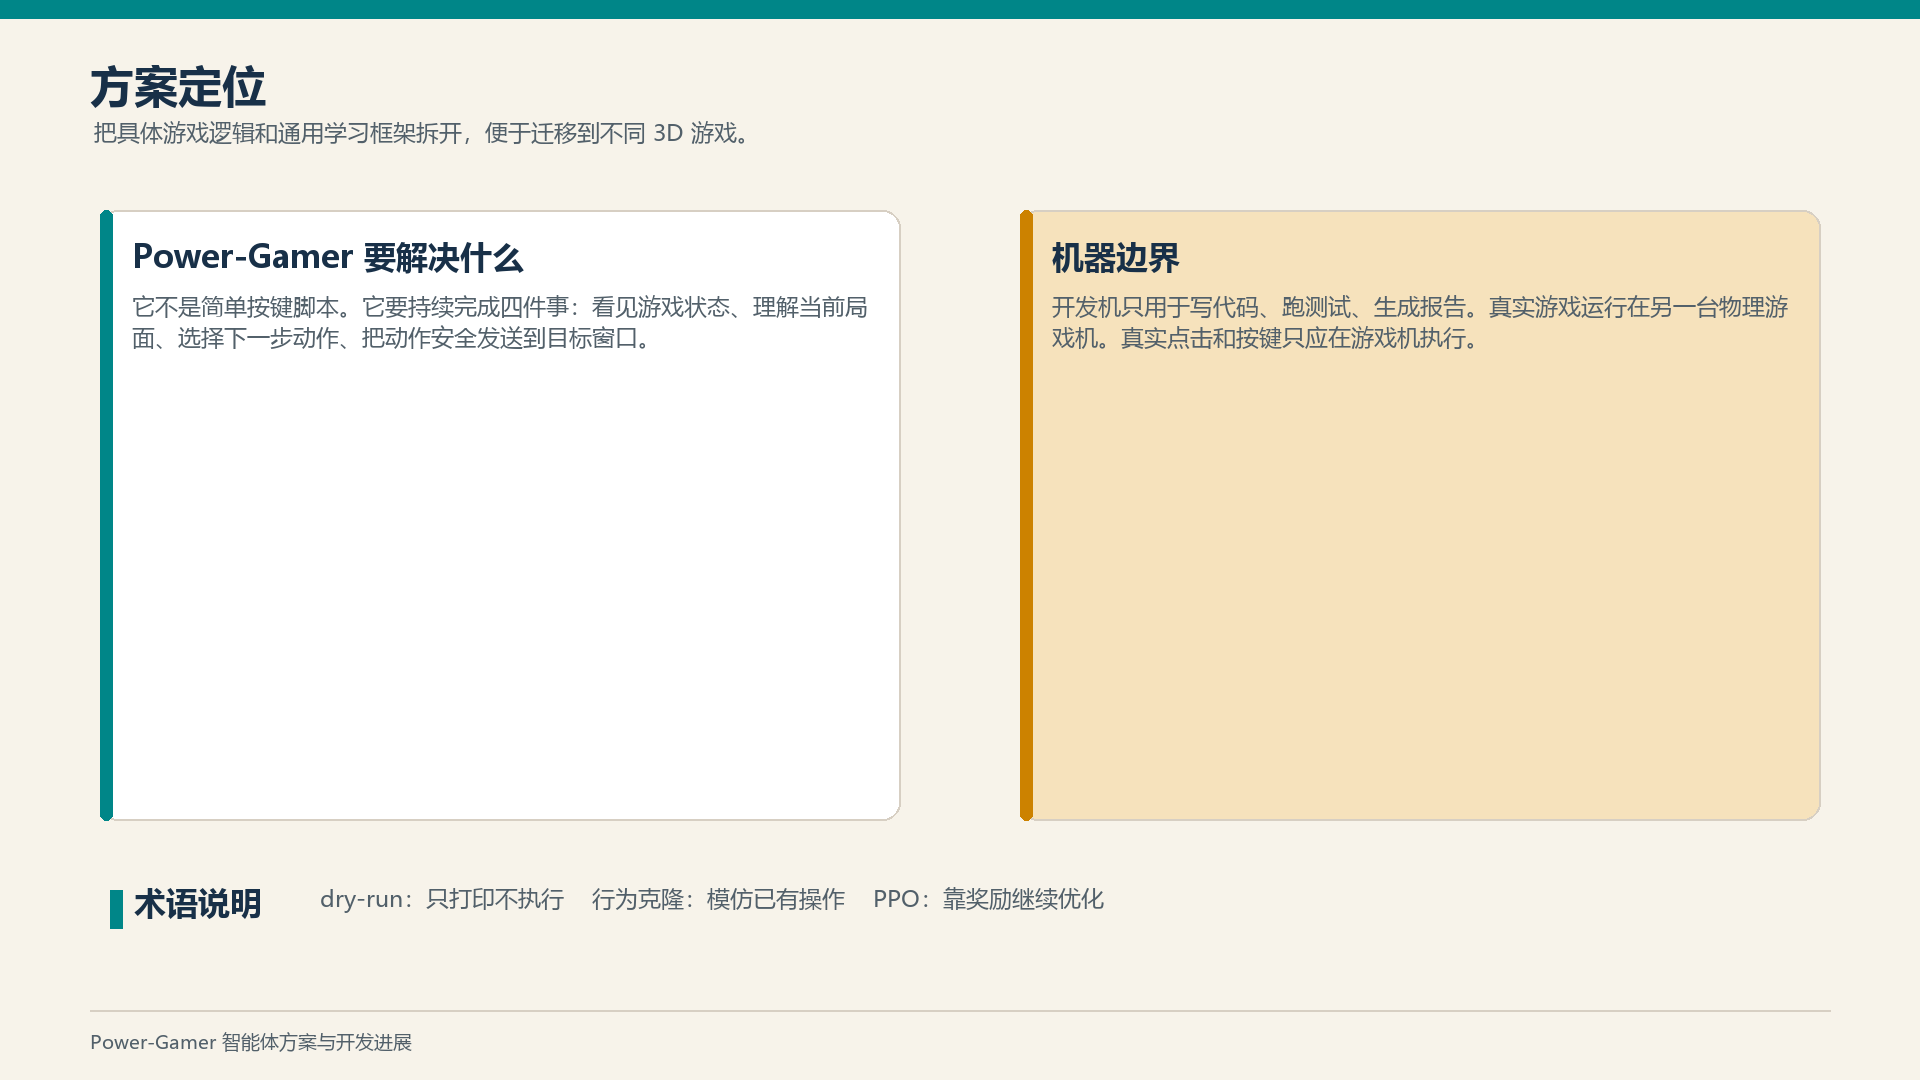 方案定位
把具体游戏逻辑和通用学习框架拆开，便于迁移到不同 3D 游戏。
Power-Gamer 要解决什么
它不是简单按键脚本。它要持续完成四件事：看见游戏状态、理解当前局
面、选择下一步动作、把动作安全发送到目标窗口。
机器边界
开发机只用于写代码、跑测试、生成报告。真实游戏运行在另一台物理游
戏机。真实点击和按键只应在游戏机执行。
术语说明
dry-run：只打印不执行 行为克隆：模仿已有操作 PPO：靠奖励继续优化
Power-Gamer 智能体方案与开发进展